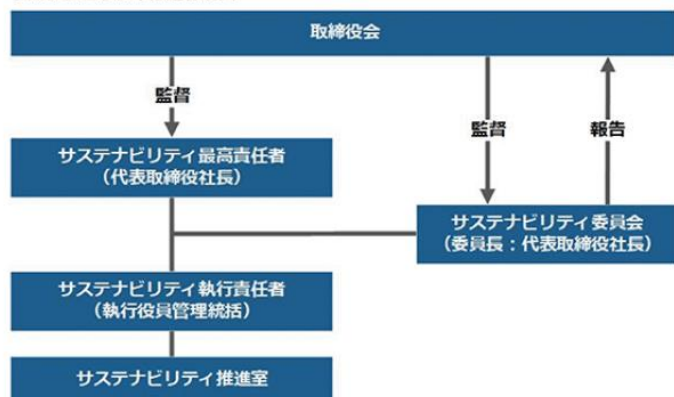 取締役会
監督
監督
報告
サステナビリティ最高責任者
（代表取締役社長）
サステナビリティ委員会
（委員長：代表取締役社長）
サステナビリティ執行責任者
（執行役員管理統括）
サステナビリティ推進室